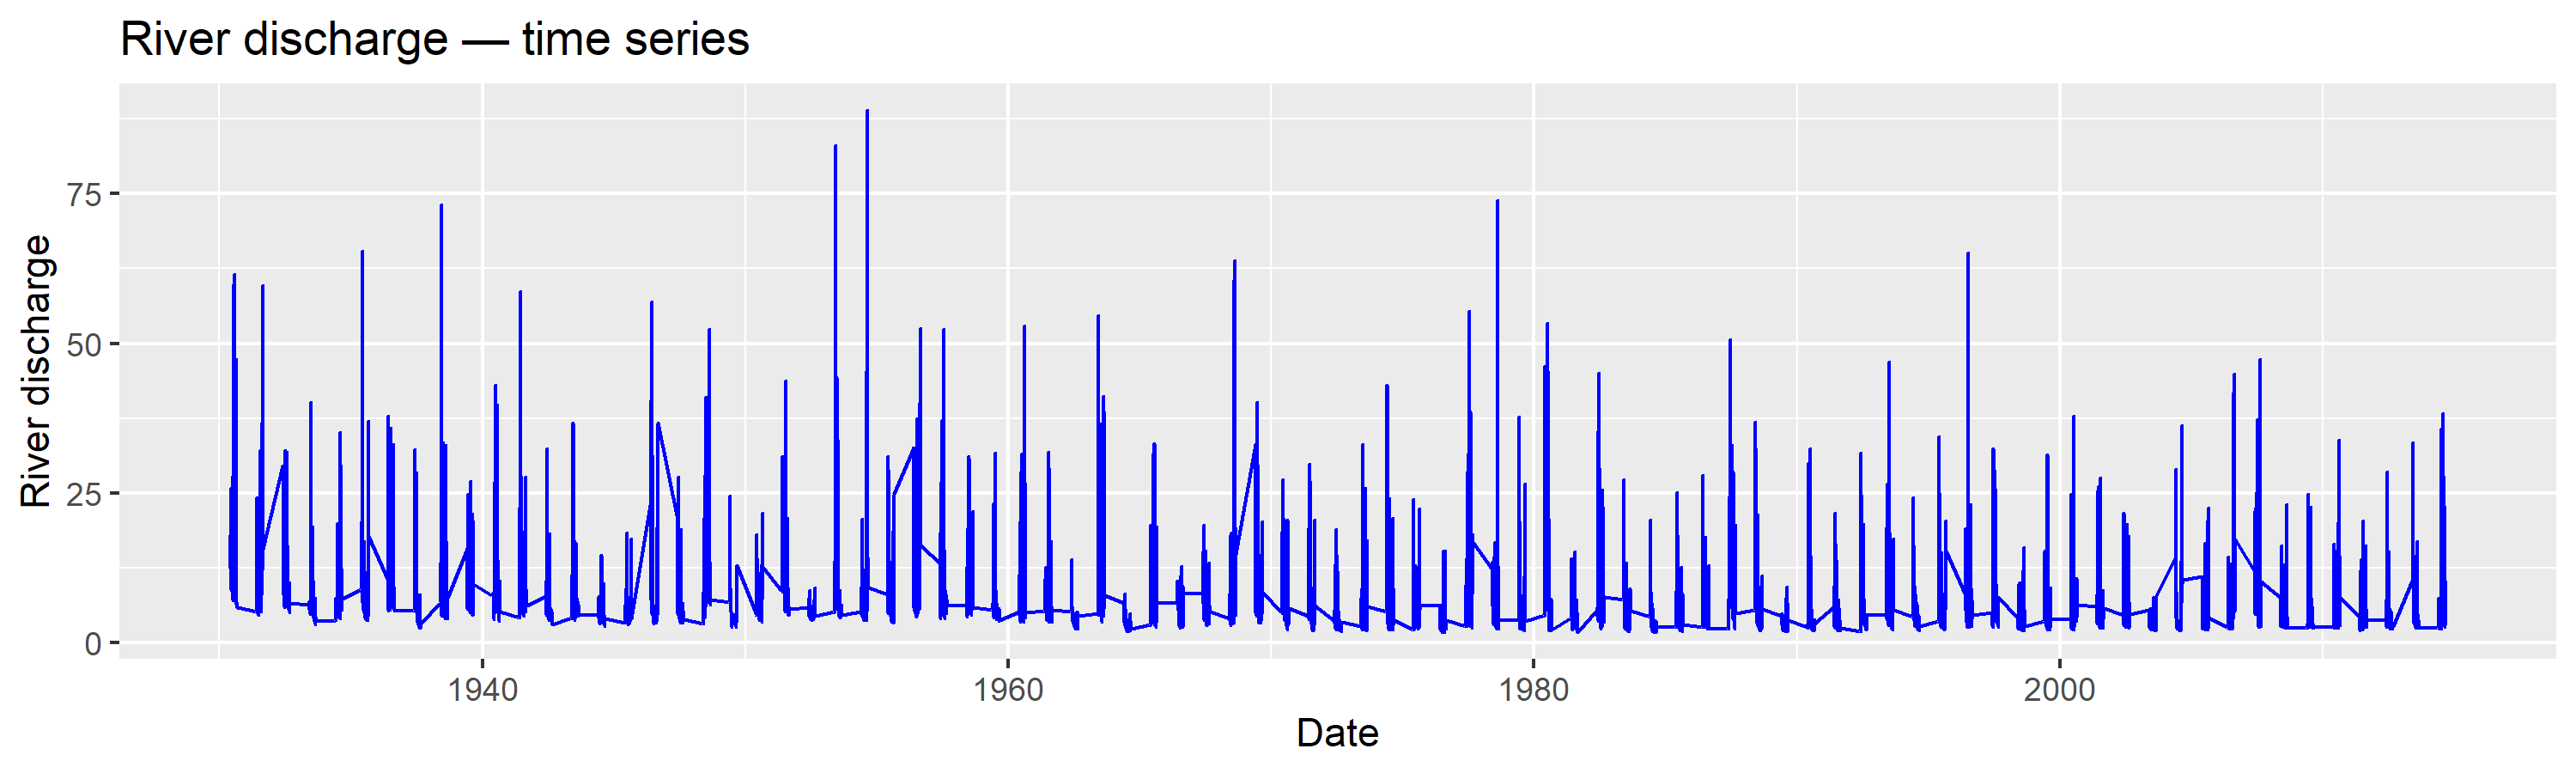 River discharge — time series
River discharge
75
50
25
0
1940
1960
1980
2000
Date